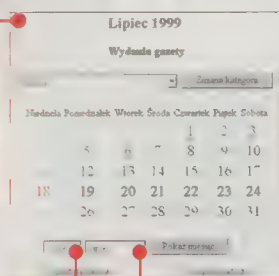 Lipiec 1999
Wydania gazety
Zmiana kategorii
Niedziela Poniedziałek Wtorek Środa Czwartek Piątek Sobota
1 2 3
5 6 7 8 9 10
12 13 14 15 16 17
18 19 20 21 22 23 24
26 27 28 29 30 31
Pokaż miesiąc